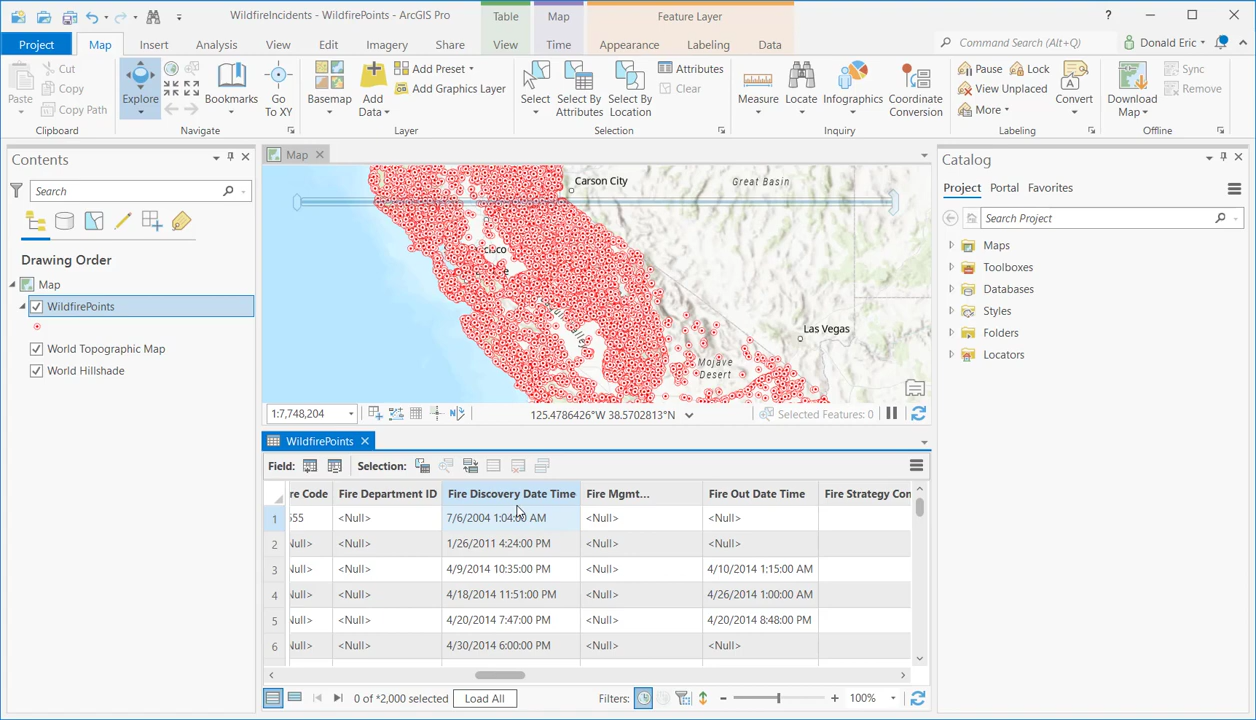 WildfireIncidents - WildfirePoints - ArcGIS Pro
Table
Map
Feature Layer
?
Project
Map
Insert
Analysis
View
Edit
Imagery
Share
View
Time
Appearance
Labeling
Data
Command Search (Alt+Q)
Donald Eric
Paste
Cut
Copy
Copy Path
Clipboard
Explore
Bookmarks
Go To XY
Navigate
Basemap
Add Data
Add Preset
Add Graphics Layer
Layer
Select
Select By Attributes
Select By Location
Attributes
Clear
Selection
Measure
Locate
Infographics
Coordinate Conversion
Inquiry
Pause
Lock
View Unplaced
More
Convert
Labeling
Download Map
Sync
Remove
Offline
Contents
Search
Drawing Order
Map
WildfirePoints
World Topographic Map
World Hillshade
Map
Carson City
Great Basin
cisco
Las Vegas
Mojave Desert
1:7,748,204
125.4786426°W 38.5702813°N
Selected Features: 0
WildfirePoints
Field:
Selection:
re Code Fire Department ID Fire Discovery Date Time Fire Mgmt... Fire Out Date Time Fire Strategy Con
1 555 <Null> 7/6/2004 1:04:00 AM <Null> <Null>
2 Null> <Null> 1/26/2011 4:24:00 PM <Null> <Null>
3 Null> <Null> 4/9/2014 10:35:00 PM <Null> 4/10/2014 1:15:00 AM
4 Null> <Null> 4/18/2014 11:51:00 PM <Null> 4/26/2014 1:00:00 AM
5 Null> <Null> 4/20/2014 7:47:00 PM <Null> 4/20/2014 8:48:00 PM
6 Null> <Null> 4/30/2014 6:00:00 PM <Null> <Null>
0 of *2,000 selected
Load All
Filters:
100%
Catalog
Project
Portal
Favorites
Search Project
Maps
Toolboxes
Databases
Styles
Folders
Locators